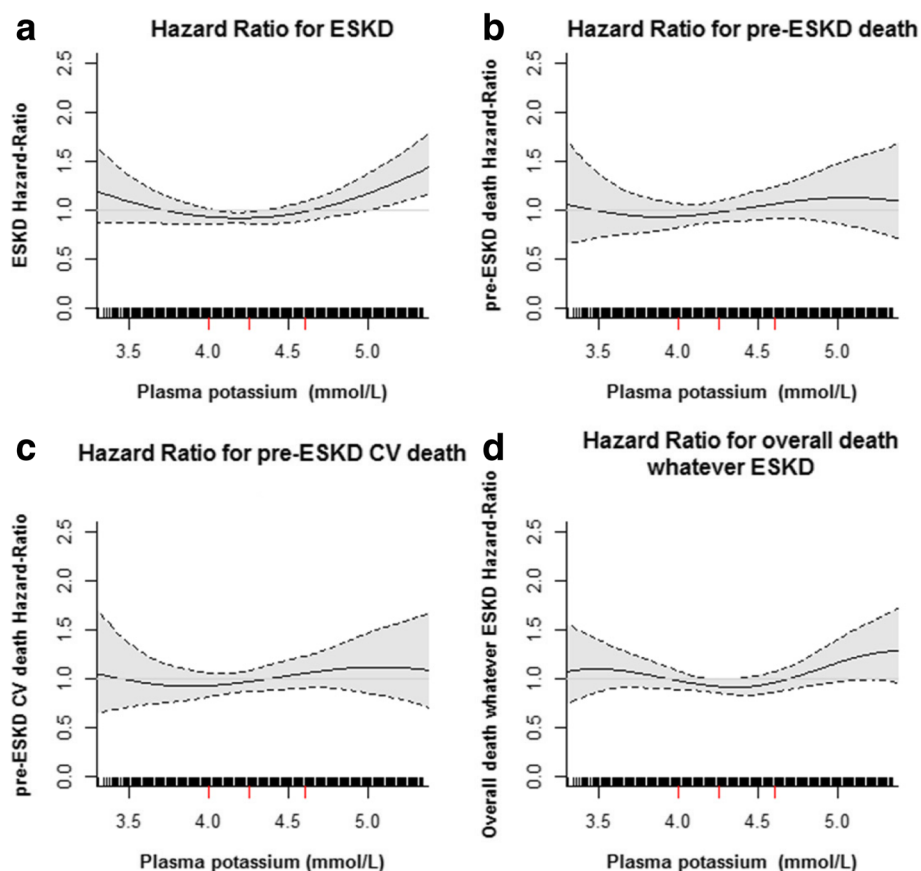 a
Hazard Ratio for ESKD
ESKD Hazard-Ratio
2.5
2.0
1.5
1.0
0.5
0.0
3.5 4.0 4.5 5.0
Plasma potassium (mmol/L)
b
Hazard Ratio for pre-ESKD death
pre-ESKD death Hazard-Ratio
2.5
2.0
1.5
1.0
0.5
0.0
3.5 4.0 4.5 5.0
Plasma potassium (mmol/L)
c
Hazard Ratio for pre-ESKD CV death
pre-ESKD CV death Hazard-Ratio
2.5
2.0
1.5
1.0
0.5
0.0
3.5 4.0 4.5 5.0
Plasma potassium (mmol/L)
d
Hazard Ratio for overall death
whatever ESKD
Overall death whatever ESKD Hazard-Ratio
2.5
2.0
1.5
1.0
0.5
0.0
3.5 4.0 4.5 5.0
Plasma potassium (mmol/L)